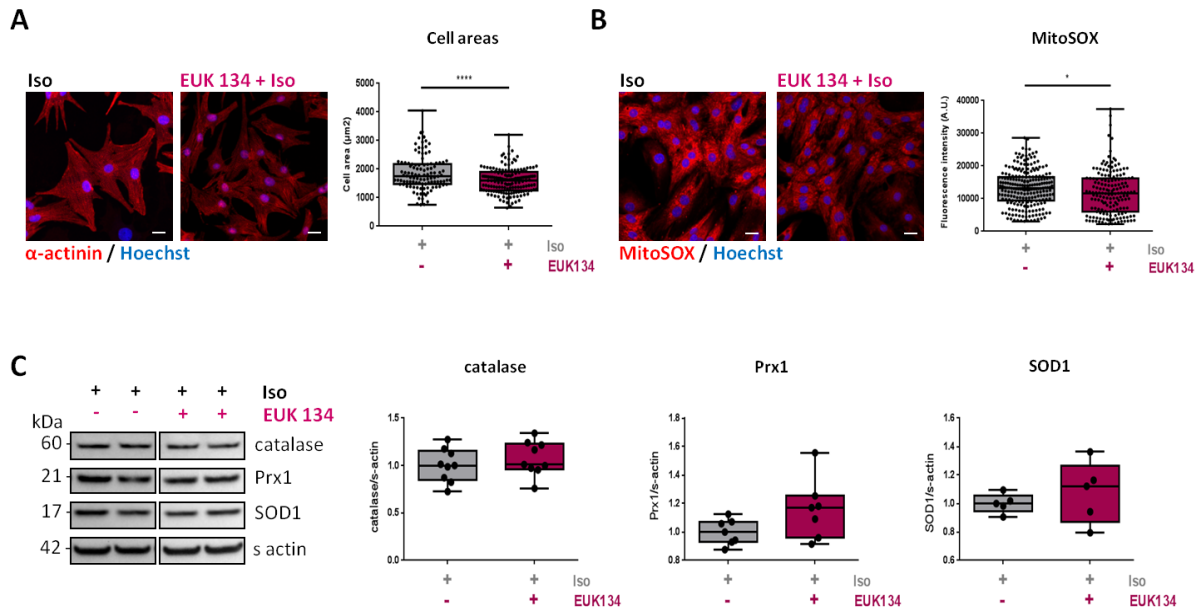 A
Cell areas
Iso
EUK 134 + Iso
α-actinin / Hoechst
Cell area (µm2)
5000
4000
3000
2000
1000
0
****
+ + Iso
- + EUK134
B
MitoSOX
Iso
EUK 134 + Iso
MitoSOX / Hoechst
Fluorescence intensity (A.U.)
40000
30000
20000
10000
0
*
+ + Iso
- + EUK134
C
+ + + + Iso
- - + + EUK 134
kDa
60 - catalase
21 - Prx1
17 - SOD1
42 - s actin
catalase
catalase/s-actin
1.5
1.0
0.5
0.0
+ + Iso
- + EUK134
Prx1
Prx1/s-actin
1.8
1.6
1.4
1.2
1.0
0.8
+ + Iso
- + EUK134
SOD1
SOD1/s-actin
1.6
1.4
1.2
1.0
0.8
0.6
+ + Iso
- + EUK134